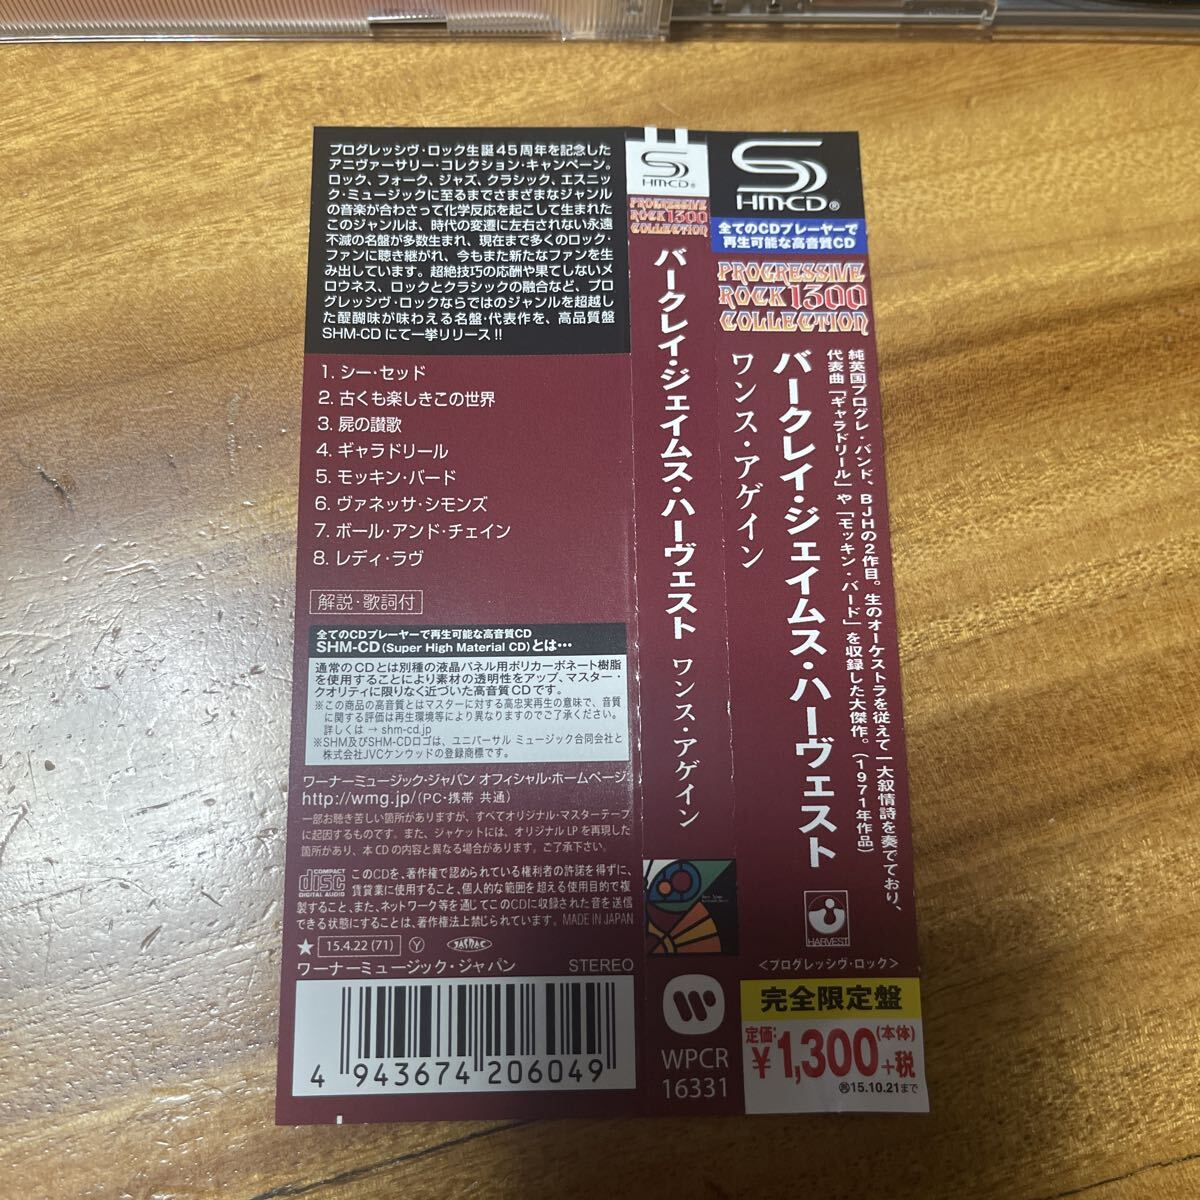 プログレッシヴ・ロック生誕45周年を記念した
アニヴァーサリー・コレクション・キャンペーン。
ロック、フォーク、ジャズ、クラシック、エスニッ
ク・ミュージックに至るまでさまざまなジャンル
の音楽が合わさって化学反応を起こして生まれた
このジャンルは、時代の変遷に左右されない永遠
不滅の名盤が多数生まれ、現在まで多くのロック・
ファンに聴き継がれ、今もまた新たなファンを生
み出しています。超絶技巧の応酬や果てしないメ
ロウネス、ロックとクラシックの融合など、プロ
グレッシヴ・ロックならではのジャンルを超越し
た醍醐味が味わえる名盤・代表作を、高品質盤
SHM-CDにて一挙リリース!!
1. シー・セッド
2. 古くも楽しきこの世界
3. 屍の讃歌
4. ギャラドリール
5. モッキン・バード
6. ヴァネッサ・シモンズ
7. ボール・アンド・チェイン
8. レディ・ラヴ
解説・歌詞付
全てのCDプレーヤーで再生可能な高音質CD
SHM-CD(Super High Material CD)とは…
通常のCDとは別種の液晶パネル用ポリカーボネート樹脂
を使用することにより素材の透明性をアップ、マスター・
クオリティに限りなく近づいた高音質CDです。
※この商品の高音質とはマスターに対する高忠実再生の意味で、音質
に関する評価は再生環境等により異なりますのでご了承ください。
詳しくは → shm-cd.jp
※SHM及びSHM-CDロゴは、ユニバーサル ミュージック合同会社と
株式会社JVCケンウッドの登録商標です。
ワーナーミュージック・ジャパン オフィシャル・ホームページ:
http://wmg.jp/(PC・携帯 共通)
一部お聴き苦しい箇所がありますが、すべてオリジナル・マスターテープ
に起因するものです。また、ジャケットには、オリジナルLPを再現した
箇所があり、本CDの内容と異なる場合があります。ご了承下さい。
COMPACT
disc
DIGITAL AUDIO
このCDを、著作権で認められている権利者の許諾を得ずに、
賃貸業に使用すること、個人的な範囲を超える使用目的で複
製すること、また、ネットワーク等を通じてこのCDに収録された音を送信
できる状態にすることは、著作権法上禁じられています。 MADE IN JAPAN
★ 15.4.22 (71) Ⓨ JASRAC
ワーナーミュージック・ジャパン STEREO
4 943674 206049
HM-CD®
PROGRESSIVE
ROCK 1300
COLLECTION
バークレイ・ジェイムス・ハーヴェスト ワンス・アゲイン
WPCR
16331
HM-CD®
全てのCDプレーヤーで
再生可能な高音質CD
PROGRESSIVE
ROCK 1300
COLLECTION
純英国プログレ・バンド、BJHの2作目。生のオーケストラを従えて一大叙情詩を奏でており、
代表曲「ギャラドリール」や「モッキン・バード」を収録した大傑作。(1971年作品)
バークレイ・ジェイムス・ハーヴェスト
ワンス・アゲイン
HARVEST
<プログレッシヴ・ロック>
完全限定盤
定価:
¥1,300(本体)+税
㊙15.10.21まで